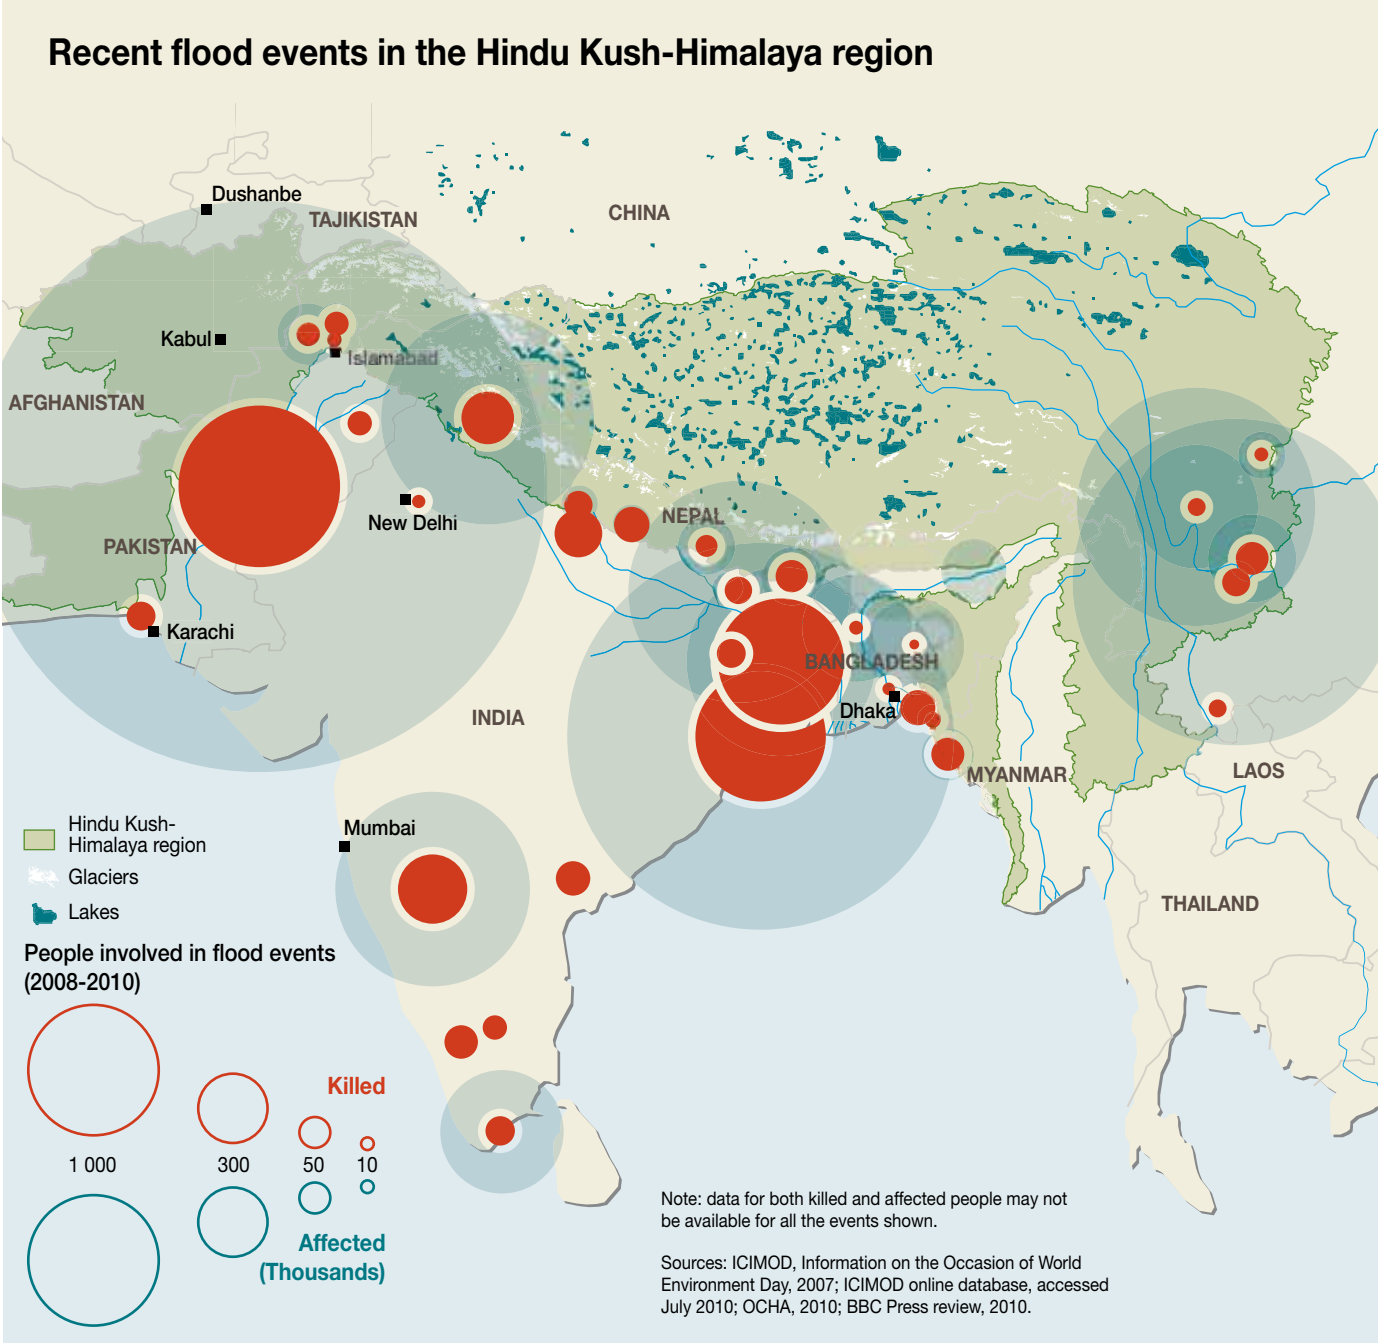 Recent flood events in the Hindu Kush-Himalaya region
Dushanbe
TAJIKISTAN
CHINA
Kabul
Islamabad
AFGHANISTAN
New Delhi
NEPAL
PAKISTAN
Karachi
BANGLADESH
INDIA
Dhaka
MYANMAR
LAOS
Mumbai
THAILAND
Hindu Kush-
Himalaya region
Glaciers
Lakes
People involved in flood events
(2008-2010)
Killed
1 000 300 50 10
Affected
(Thousands)
Note: data for both killed and affected people may not
be available for all the events shown.
Sources: ICIMOD, Information on the Occasion of World
Environment Day, 2007; ICIMOD online database, accessed
July 2010; OCHA, 2010; BBC Press review, 2010.